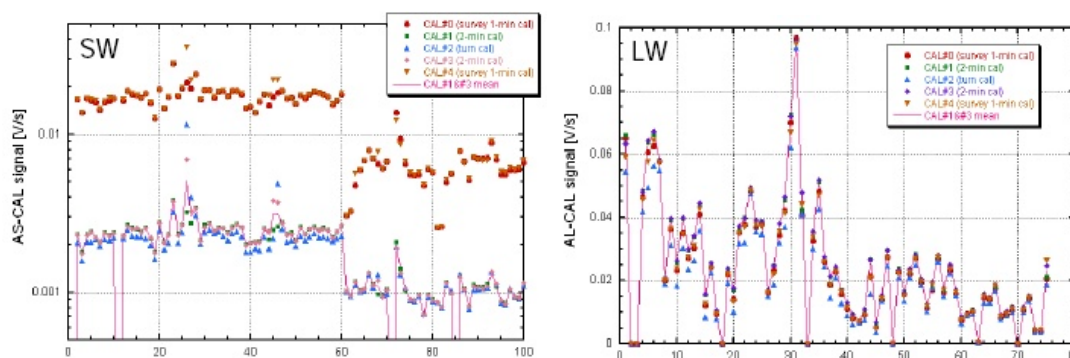 SW
CAL#0 (survey 1-min cal)
CAL#1 (2-min cal)
CAL#2 (turn cal)
CAL#3 (2-min cal)
CAL#4 (survey 1-min cal)
CAL#1&#3 mean
AS-CAL signal [V/s]
0.01
0.001
0 20 40 60 80 100
LW
CAL#0 (survey 1-min cal)
CAL#1 (2-min cal)
CAL#2 (turn cal)
CAL#3 (2-min cal)
CAL#4 (survey 1-min cal)
CAL#1&#3 mean
AL-CAL signal [V/s]
0.1
0.08
0.06
0.04
0.02
0
0 10 20 30 40 50 60 70